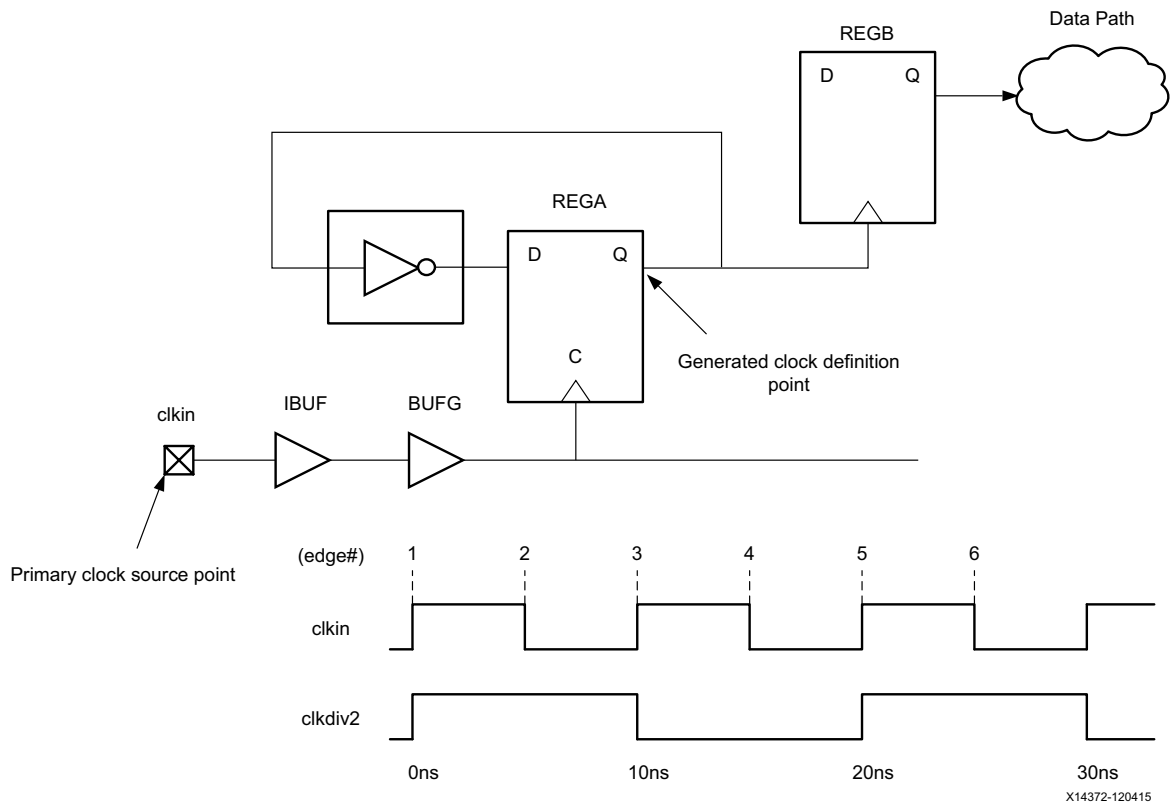 Data Path
REGB
D Q
REGA
D Q
C
Generated clock definition
point
clkin
IBUF
BUFG
Primary clock source point
(edge#) 1 2 3 4 5 6
clkin
clkdiv2
0ns 10ns 20ns 30ns
X14372-120415